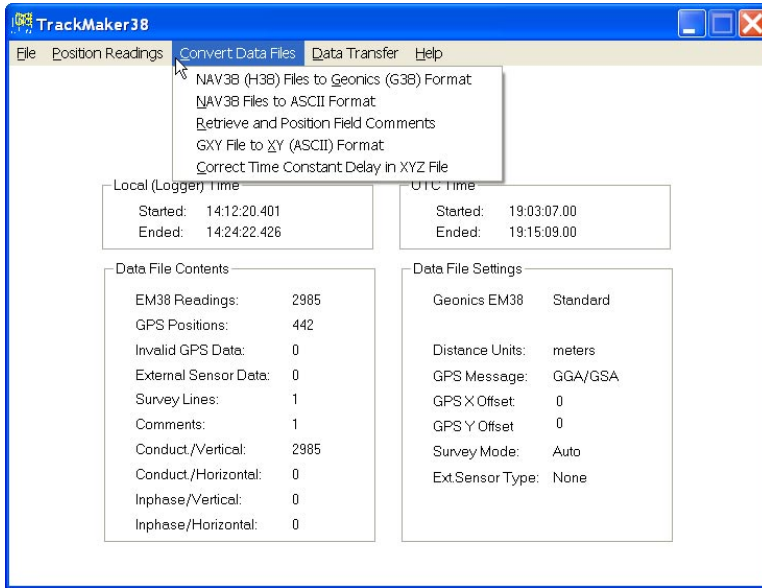 TrackMaker38
File Position Readings Convert Data Files Data Transfer Help
NAV38 (H38) Files to Geonics (G38) Format
NAV38 Files to ASCII Format
Retrieve and Position Field Comments
GXY File to XY (ASCII) Format
Correct Time Constant Delay in XYZ File
Local (Logger) Time
Started: 14:12:20.401
Ended: 14:24:22.426
UTC Time
Started: 19:03:07.00
Ended: 19:15:09.00
Data File Contents
EM38 Readings: 2985
GPS Positions: 442
Invalid GPS Data: 0
External Sensor Data: 0
Survey Lines: 1
Comments: 1
Conduct./Vertical: 2985
Conduct./Horizontal: 0
Inphase/Vertical: 0
Inphase/Horizontal: 0
Data File Settings
Geonics EM38 Standard
Distance Units: meters
GPS Message: GGA/GSA
GPS X Offset: 0
GPS Y Offset 0
Survey Mode: Auto
Ext.Sensor Type: None